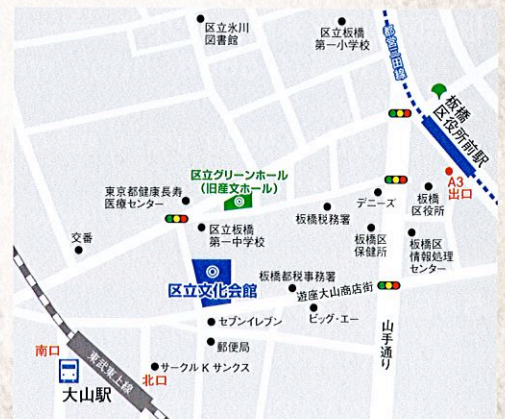 区立氷川
図書館
区立板橋
第一小学校
都営三田線
板橋
区役所前駅
A3
出口
区立グリーンホール
(旧産文ホール)
東京都健康長寿
医療センター
デニーズ
板橋
区役所
板橋税務署
区立板橋
第一中学校
交番
板橋区
保健所
板橋区
情報処理
センター
区立文化会館
板橋都税事務所
遊座大山商店街
ビッグ・エー
セブンイレブン
山手通り
郵便局
南口
東武東上線
サークルKサンクス
北口
大山駅